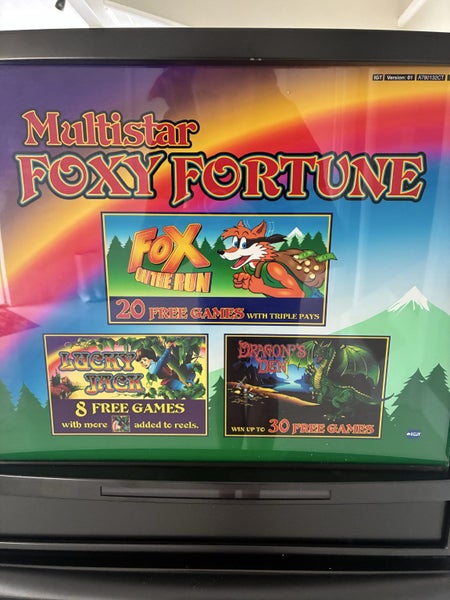 IGT Version: 01 A790132CT
Multistar
FOXY FORTUNE
FOX
ON THE RUN
20 FREE GAMES WITH TRIPLE PAYS
LUCKY
JACK
8 FREE GAMES
with more added to reels.
DRAGON'S
DEN
WIN UP TO 30 FREE GAMES
IGT